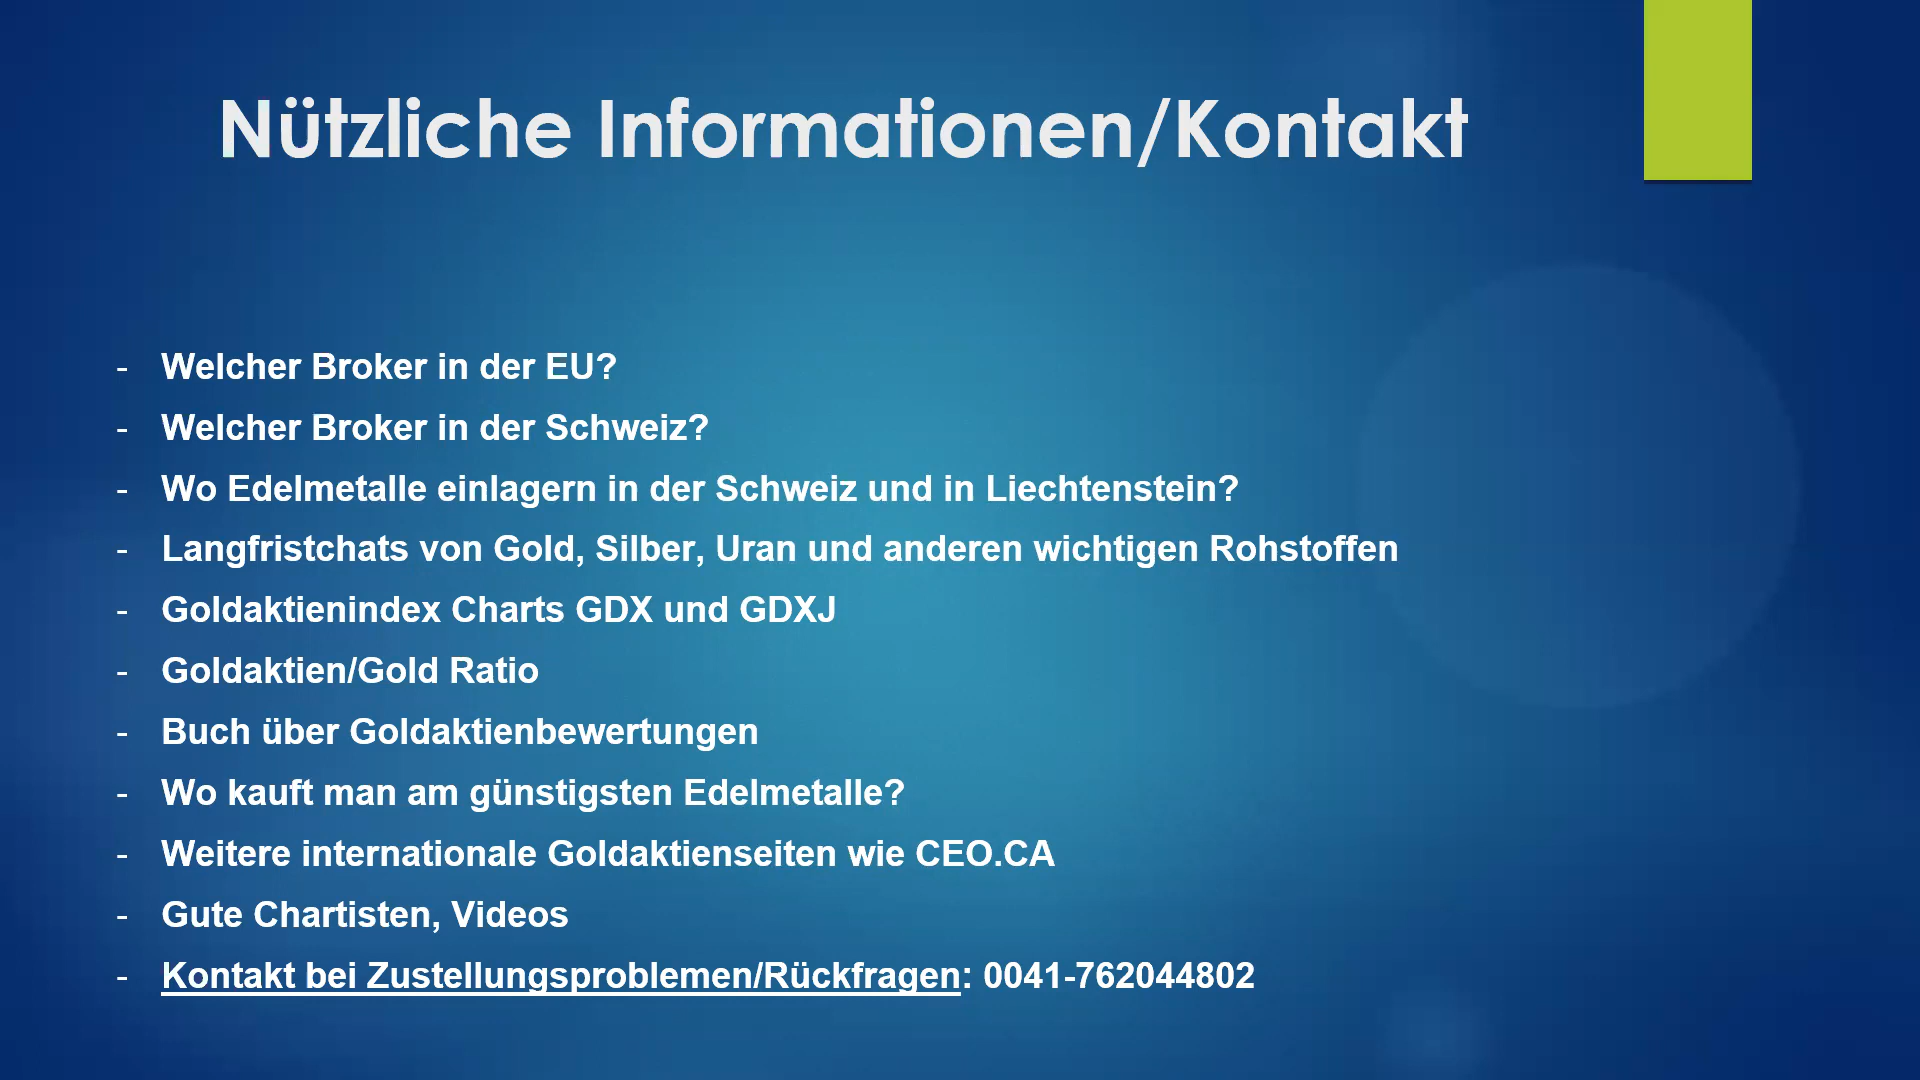 Nützliche Informationen/Kontakt
- Welcher Broker in der EU?
- Welcher Broker in der Schweiz?
- Wo Edelmetalle einlagern in der Schweiz und in Liechtenstein?
- Langfristchats von Gold, Silber, Uran und anderen wichtigen Rohstoffen
- Goldaktienindex Charts GDX und GDXJ
- Goldaktien/Gold Ratio
- Buch über Goldaktienbewertungen
- Wo kauft man am günstigsten Edelmetalle?
- Weitere internationale Goldaktienseiten wie CEO.CA
- Gute Chartisten, Videos
- Kontakt bei Zustellungsproblemen/Rückfragen: 0041-762044802